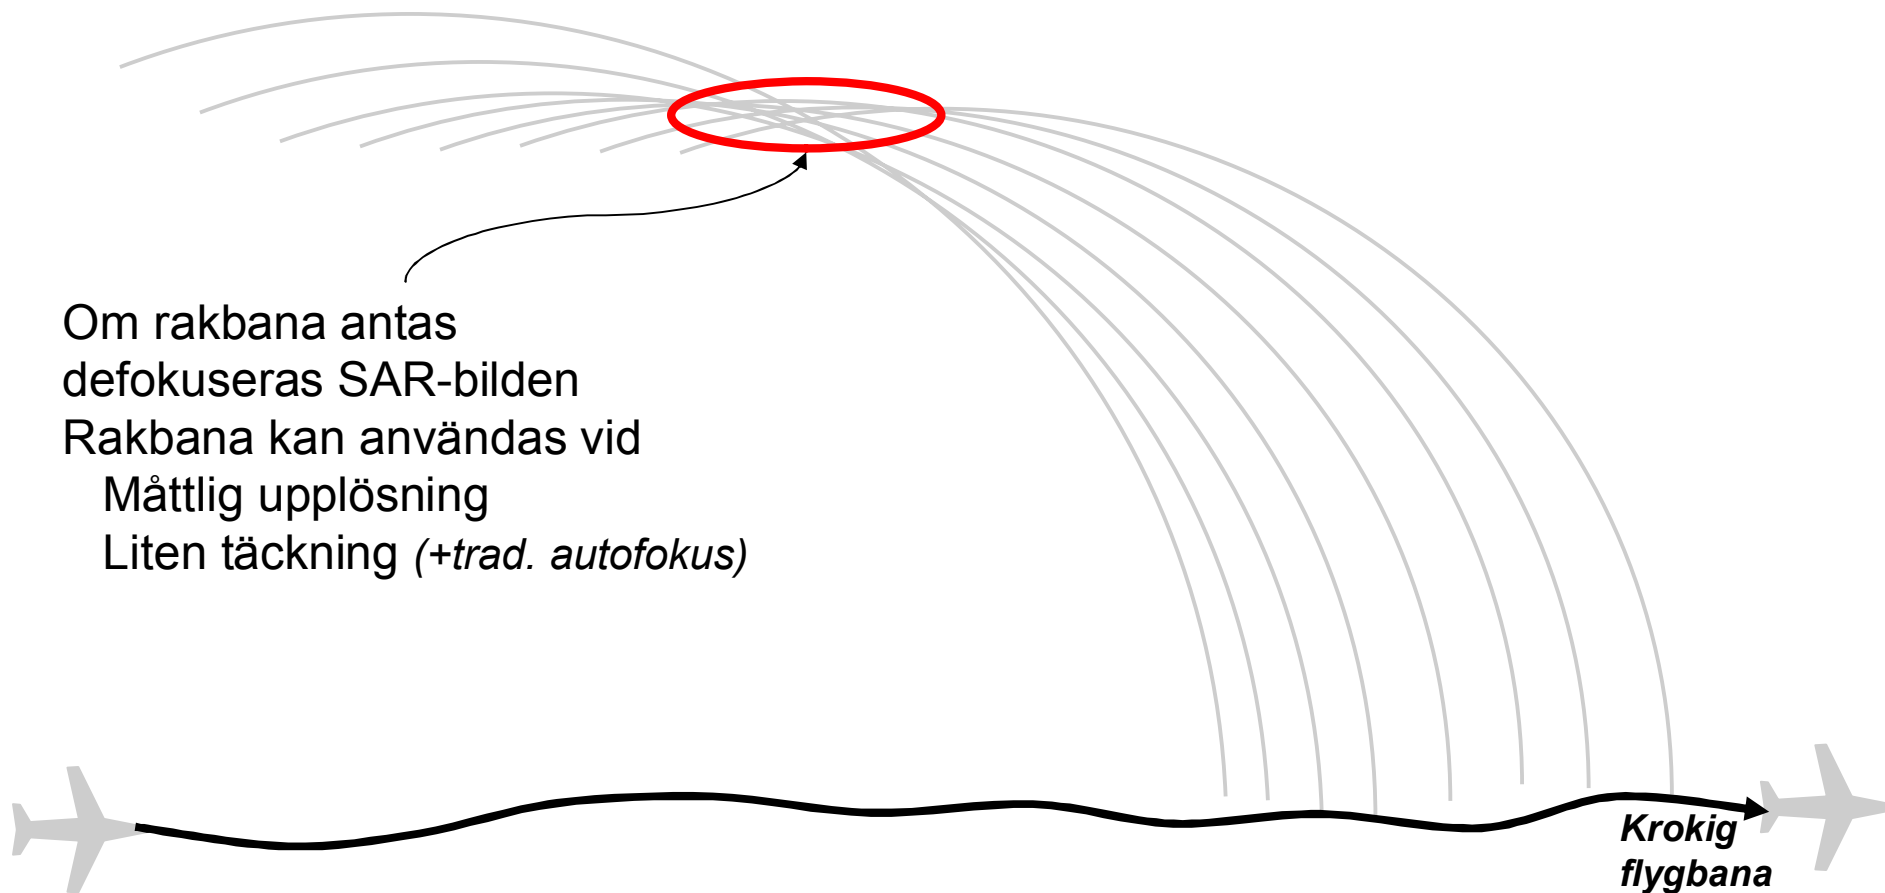 Om rakbana antas
defokuseras SAR-bilden
Rakbana kan användas vid
Måttlig upplösning
Liten täckning (+trad. autofokus)
Krokig
flygbana